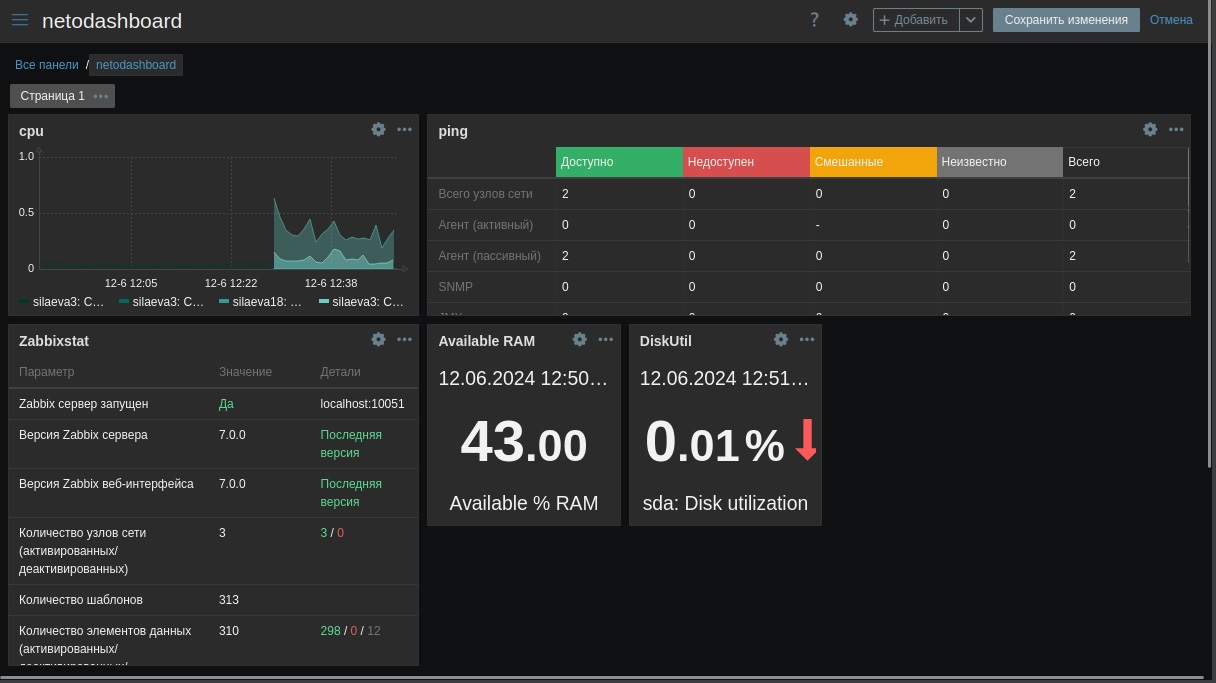 netodashboard
? + Добавить Сохранить изменения Отмена
Все панели / netodashboard
Страница 1
cpu
1.0
0.5
0
12-6 12:05 12-6 12:22 12-6 12:38
silaeva3: C... silaeva3: C... silaeva18: ... silaeva3: C...
ping
Доступно Недоступен Смешанные Неизвестно Всего
Всего узлов сети 2 0 0 0 2
Агент (активный) 0 0 - 0 0
Агент (пассивный) 2 0 0 0 2
SNMP 0 0 0 0 0
Zabbixstat
Параметр Значение Детали
Zabbix сервер запущен Да localhost:10051
Версия Zabbix сервера 7.0.0 Последняя
версия
Версия Zabbix веб-интерфейса 7.0.0 Последняя
версия
Количество узлов сети 3 3 / 0
(активированных/
деактивированных)
Количество шаблонов 313
Количество элементов данных 310 298 / 0 / 12
(активированных/
Available RAM
12.06.2024 12:50...
43.00
Available % RAM
DiskUtil
12.06.2024 12:51...
0.01 %
sda: Disk utilization